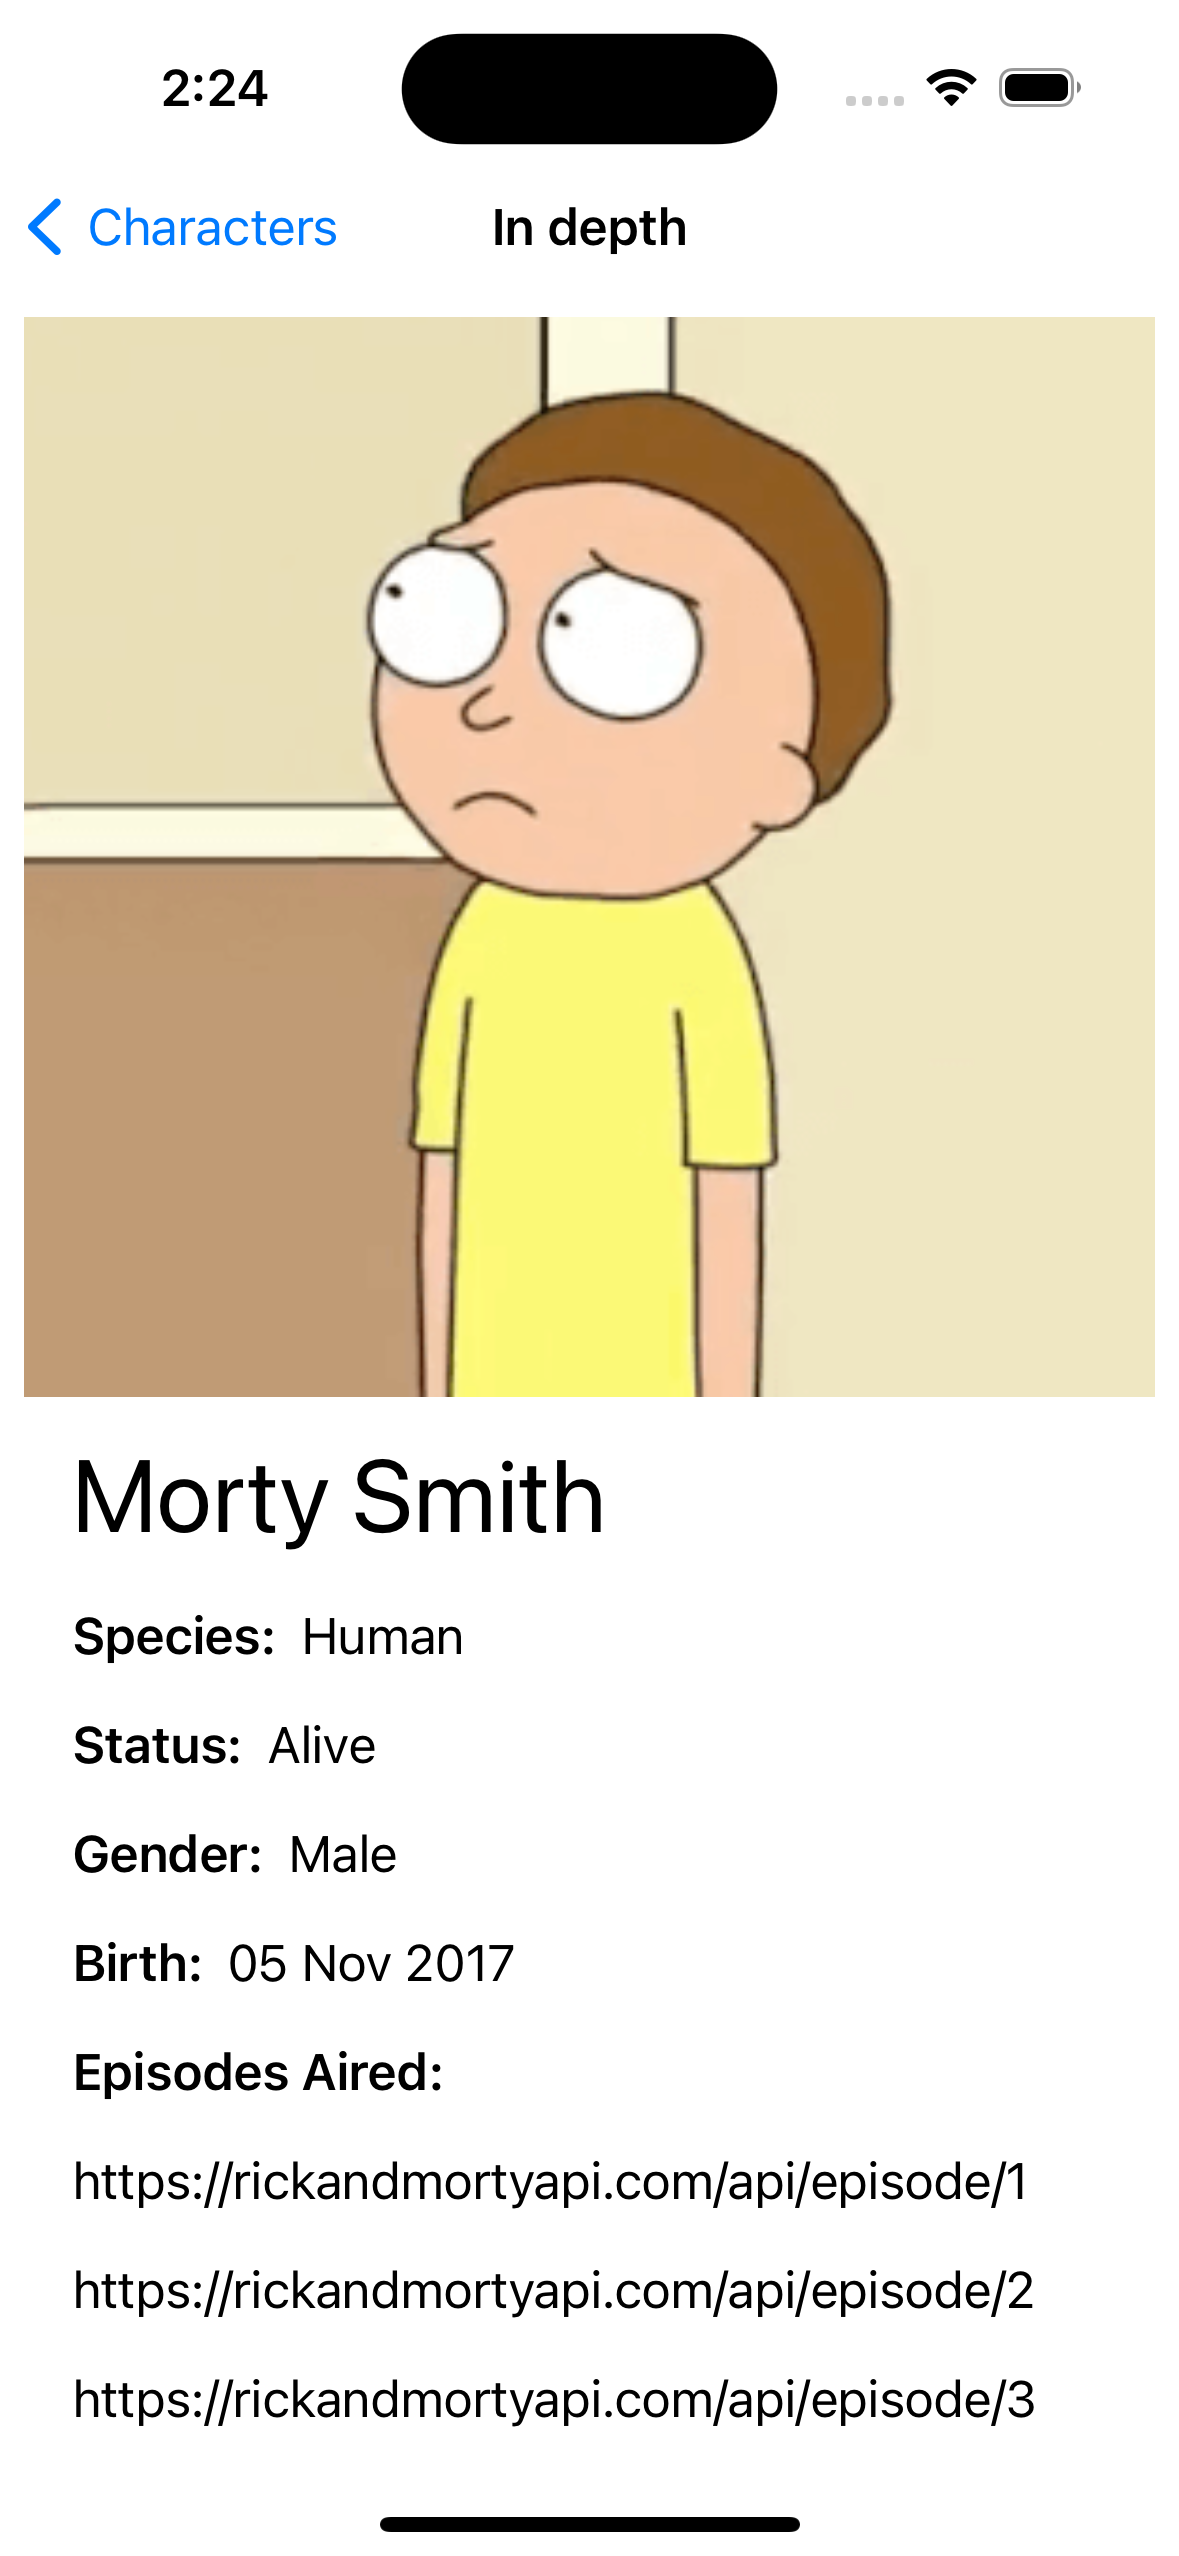 2:24
Characters
In depth
Morty Smith
Species: Human
Status: Alive
Gender: Male
Birth: 05 Nov 2017
Episodes Aired:
https://rickandmortyapi.com/api/episode/1
https://rickandmortyapi.com/api/episode/2
https://rickandmortyapi.com/api/episode/3